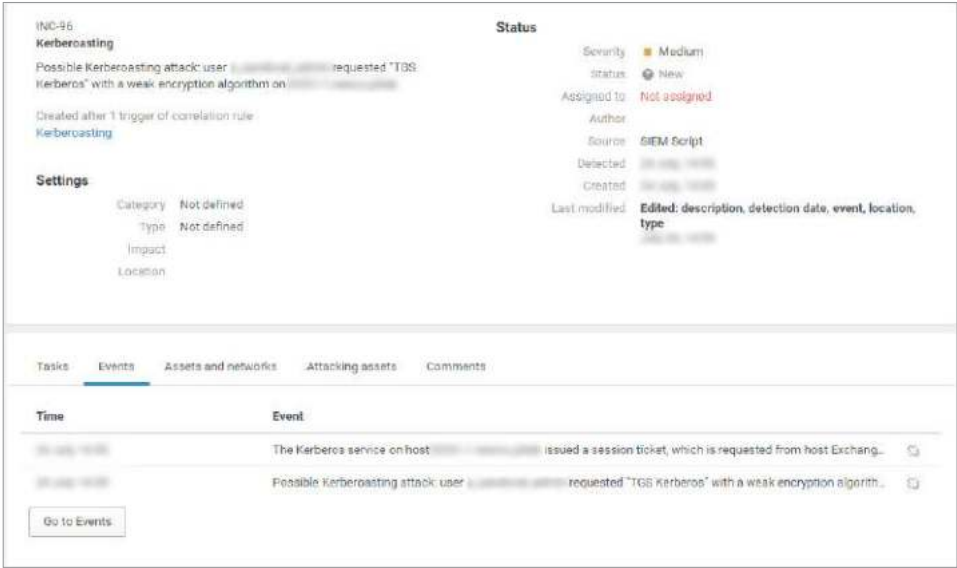 INC-96
Kerberoasting
Possible Kerberoasting attack: user requested "TGS
Kerberos" with a weak encryption algorithm on
Created after 1 trigger of correlation rule
Kerberoasting
Settings
Category Not defined
Type Not defined
Impact
Location
Status
Severity Medium
Status New
Assigned to Not assigned
Author
Source SIEM Script
Detected
Created
Last modified Edited: description, detection date, event, location,
type
Tasks Events Assets and networks Attacking assets Comments
Time Event
The Kerberos service on host issued a session ticket, which is requested from host Exchang...
Possible Kerberoasting attack: user requested "TGS Kerberos" with a weak encryption algorith...
Go to Events